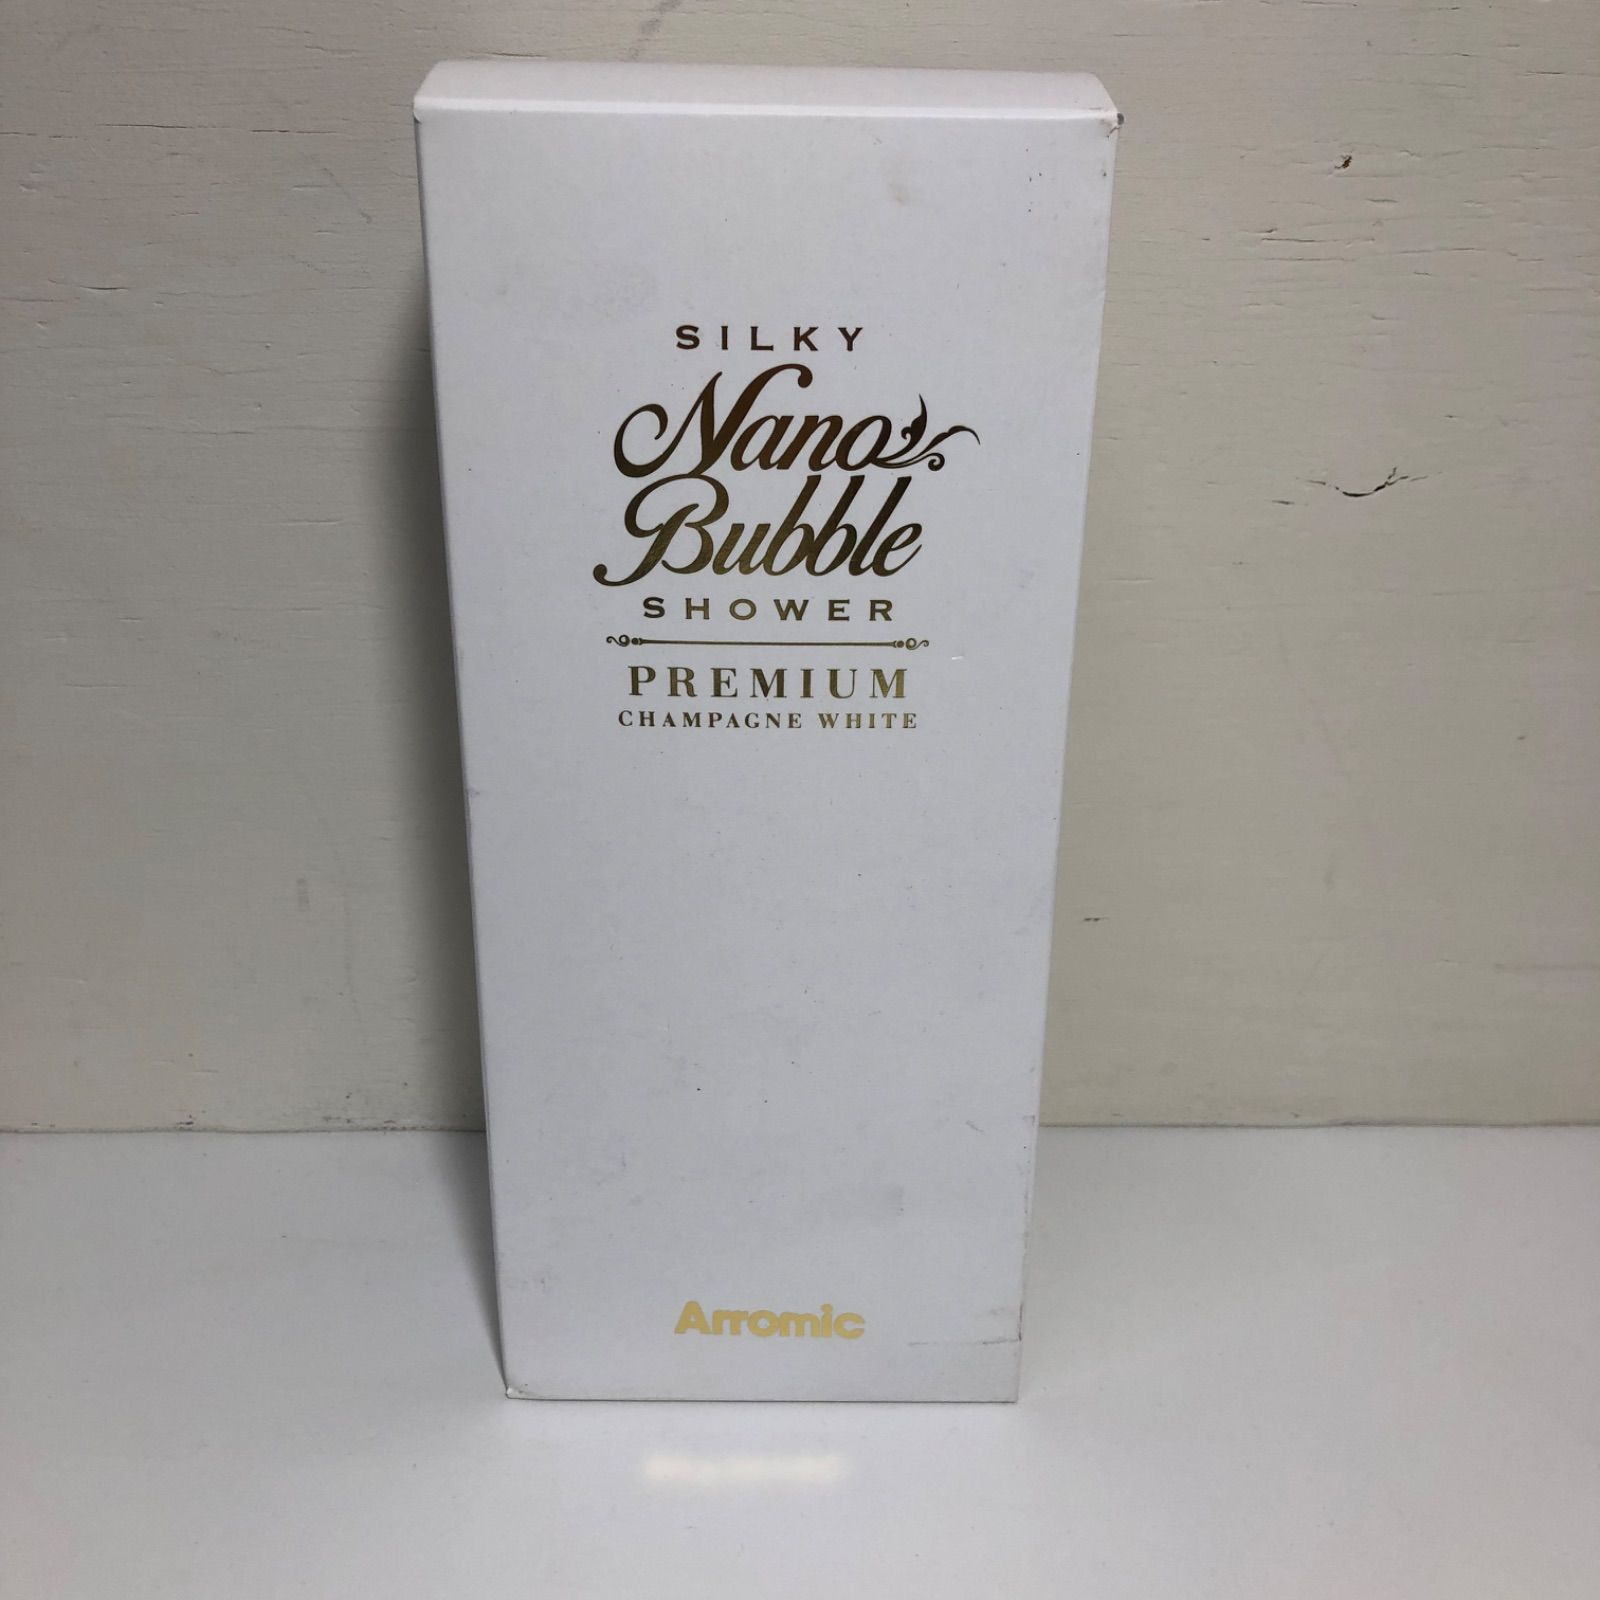 SILKY
Nano
Bubble
SHOWER
PREMIUM
CHAMPAGNE WHITE
Arromic